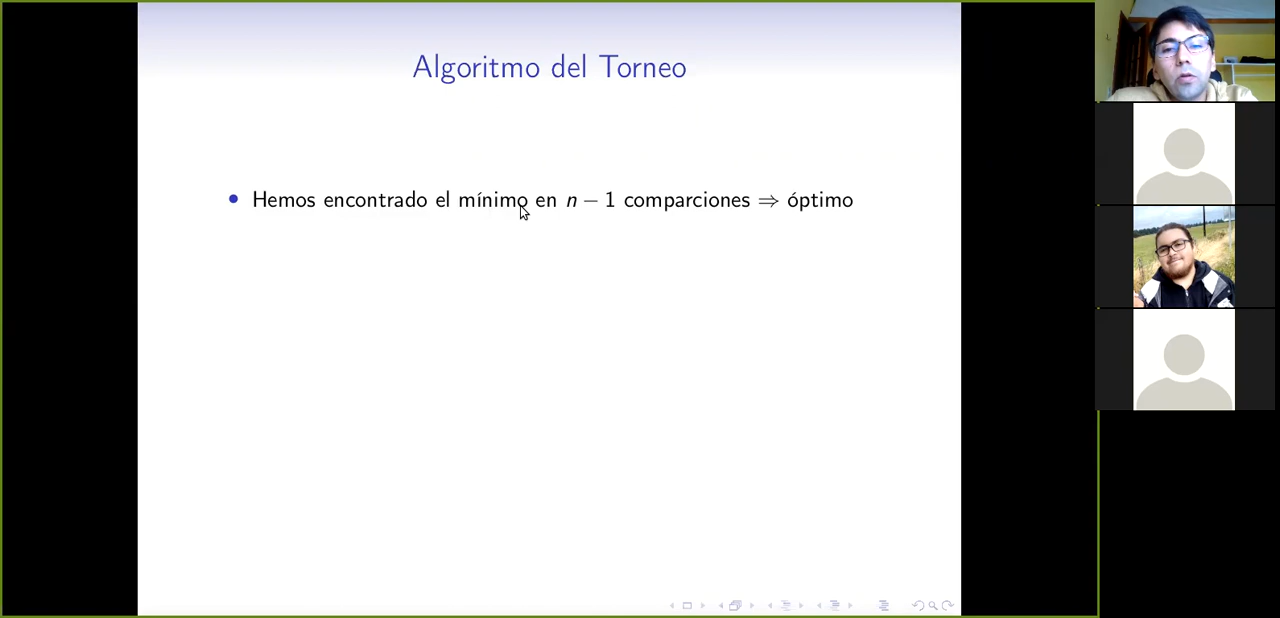 Algoritmo del Torneo
• Hemos encontrado el mínimo en n − 1 comparciones ⇒ óptimo